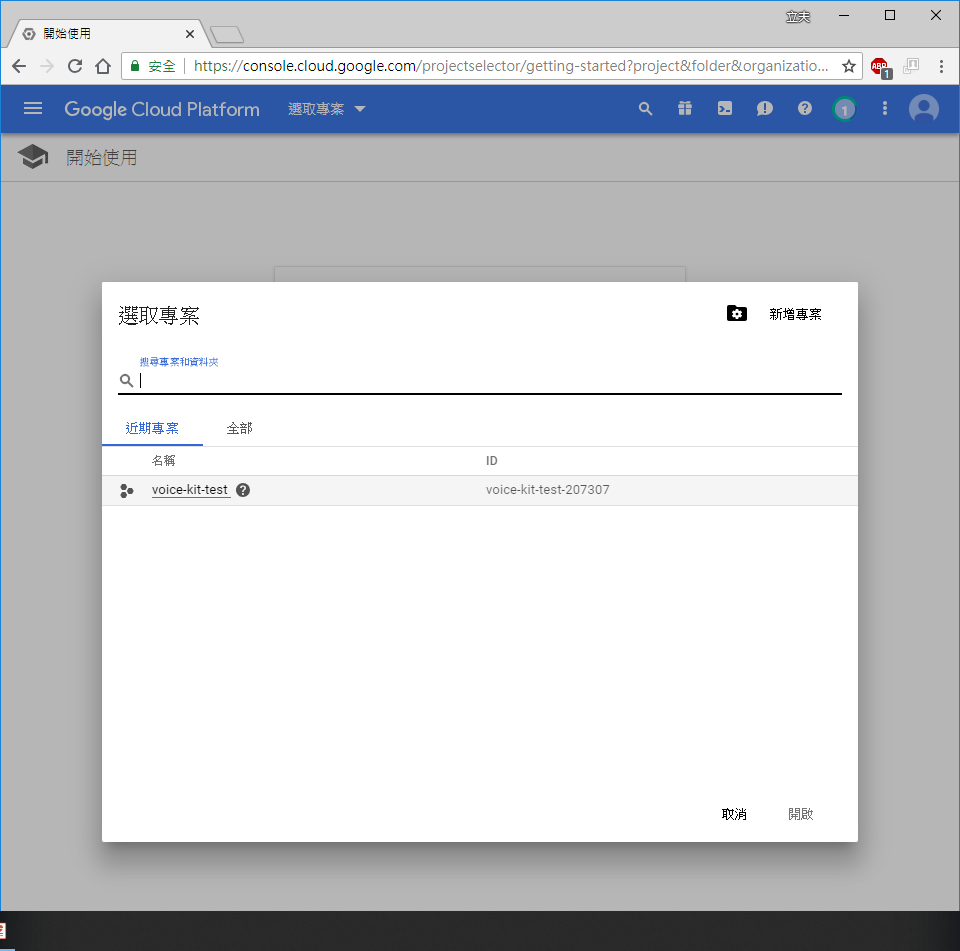 立夫
開始使用
安全 https://console.cloud.google.com/projectselector/getting-started?project&folder&organizatio...
ABP 1
Google Cloud Platform 選取專案 1
開始使用
選取專案 新增專案
搜尋專案和資料夾
近期專案 全部
名稱 ID
voice-kit-test voice-kit-test-207307
取消 開啟